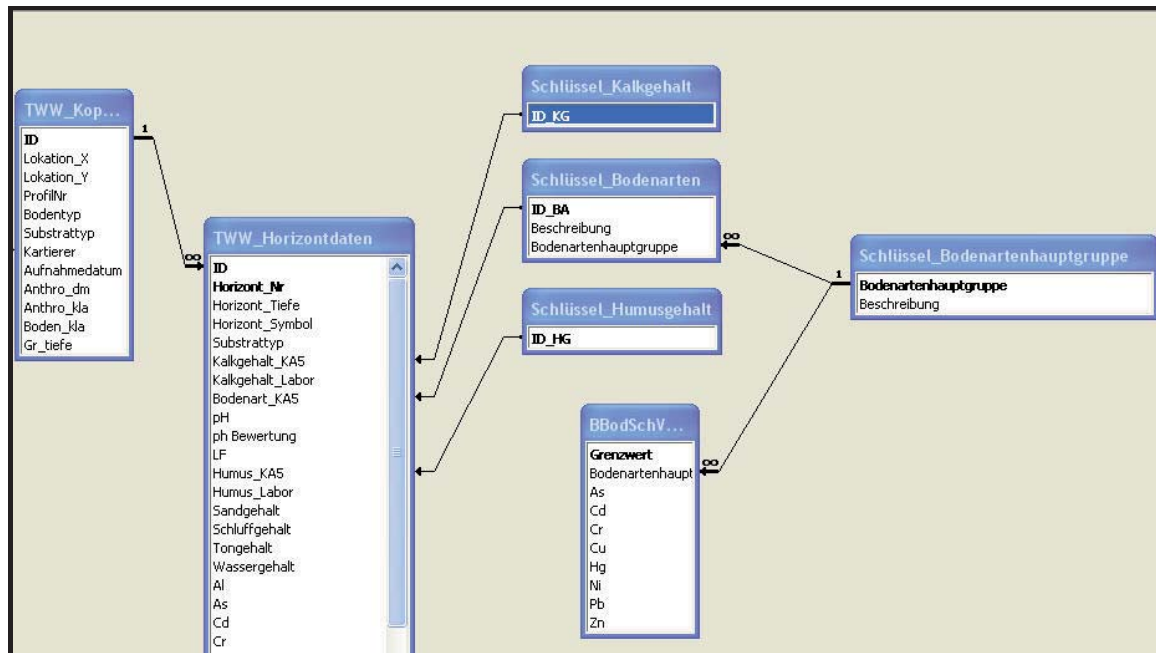 TWW_Kop...
ID
Lokation_X
Lokation_Y
ProfilNr
Bodentyp
Substrattyp
Kartierer
Aufnahmedatum
Anthro_dm
Anthro_kla
Boden_kla
Gr_tiefe
1
∞
TWW_Horizontdaten
ID
Horizont_Nr
Horizont_Tiefe
Horizont_Symbol
Substrattyp
Kalkgehalt_KA5
Kalkgehalt_Labor
Bodenart_KA5
pH
ph Bewertung
LF
Humus_KA5
Humus_Labor
Sandgehalt
Schluffgehalt
Tongehalt
Wassergehalt
Al
As
Cd
Cr
Schlüssel_Kalkgehalt
ID_KG
Schlüssel_Bodenarten
ID_BA
Beschreibung
Bodenartenhauptgruppe
∞
Schlüssel_Humusgehalt
ID_HG
BBodSchV...
Grenzwert
Bodenartenhaupt
As
Cd
Cr
Cu
Hg
Ni
Pb
Zn
∞
1
Schlüssel_Bodenartenhauptgruppe
Bodenartenhauptgruppe
Beschreibung